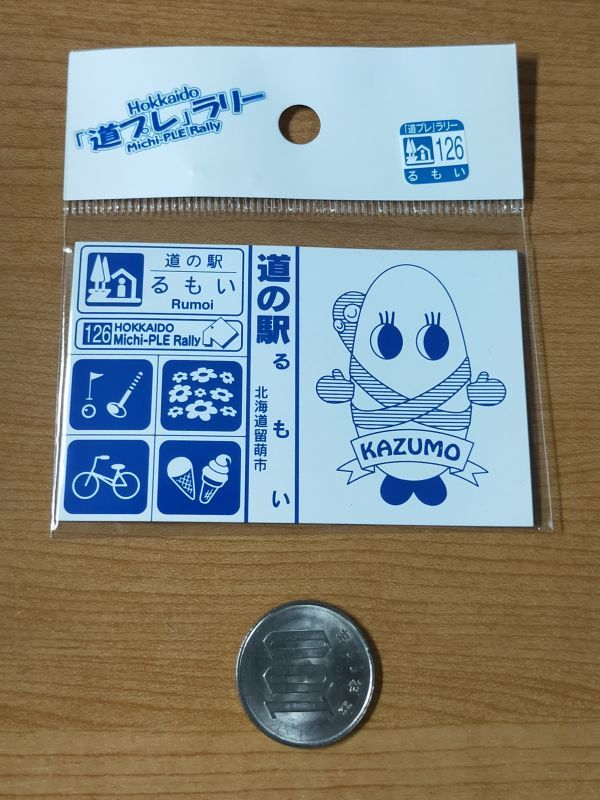 Hokkaido
「道プレ」ラリー
Michi-PLE Rally
「道プレ」ラリー
126
るもい
道の駅
るもい
Rumoi
126 HOKKAIDO
Michi-PLE Rally
道の駅るもい
北海道留萌市
KAZUMO
100